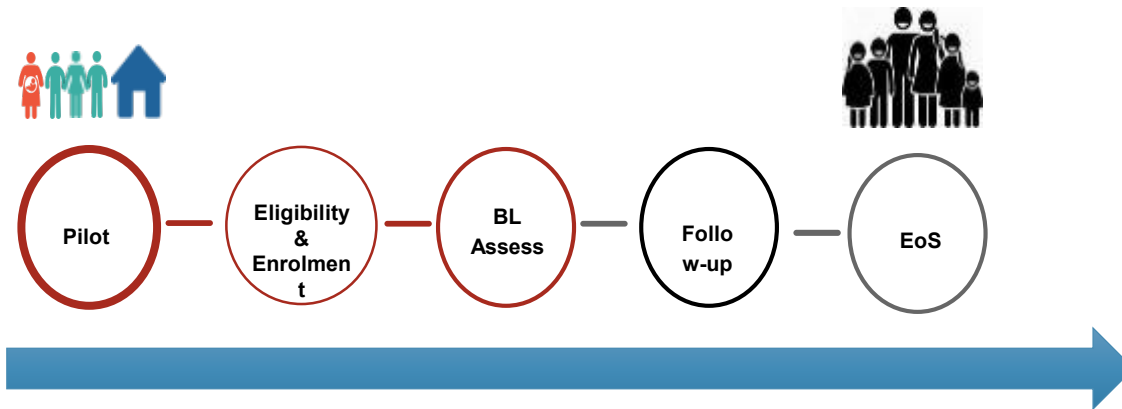 Pilot
Eligibility
&
Enrolmen
t
BL
Assess
Follo
w-up
EoS